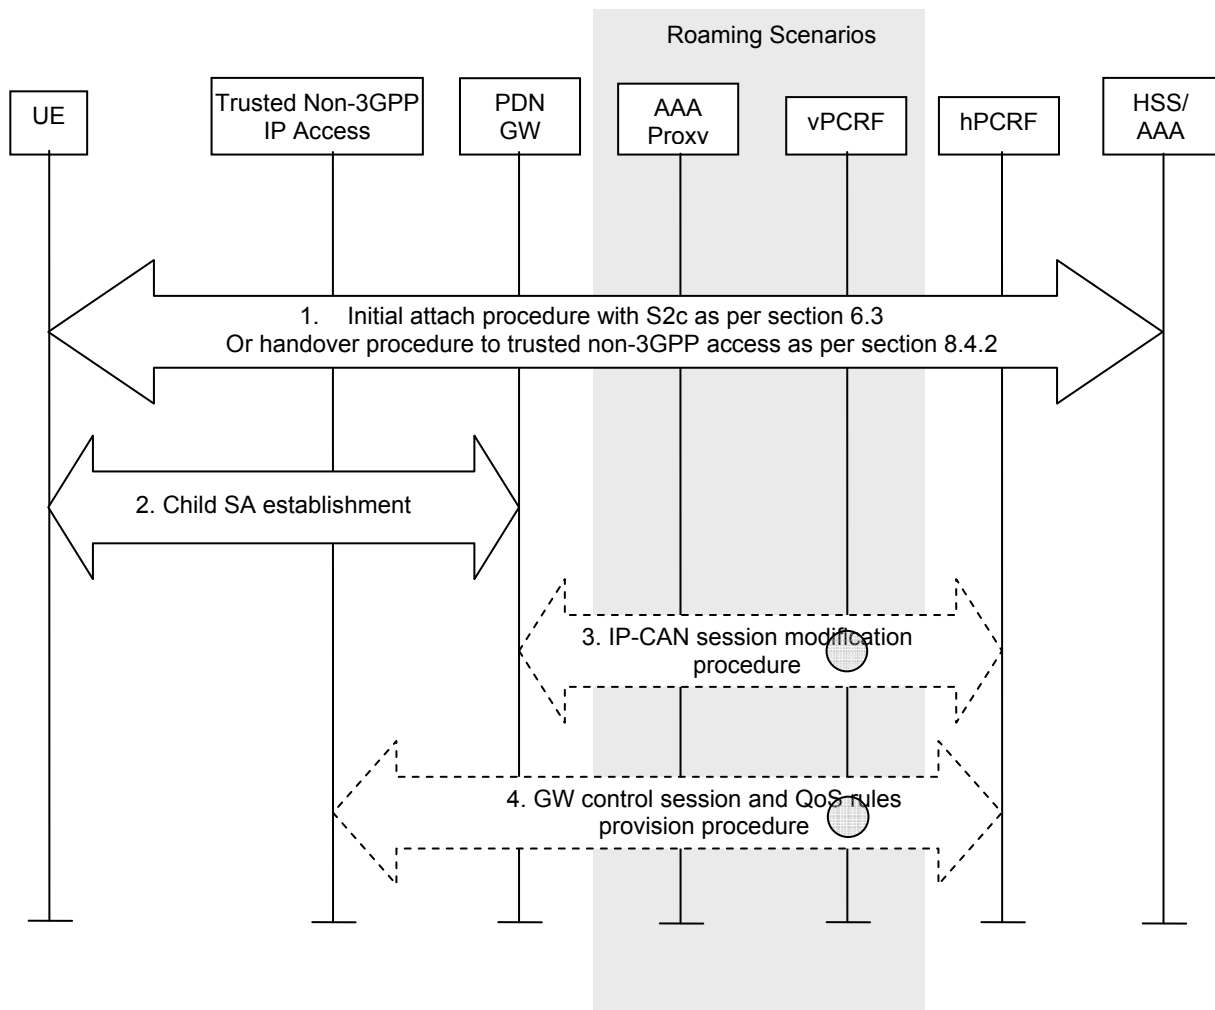 Roaming Scenarios
UE
Trusted Non-3GPP
IP Access
PDN
GW
AAA
Proxv
vPCRF
hPCRF
HSS/
AAA
1. Initial attach procedure with S2c as per section 6.3
Or handover procedure to trusted non-3GPP access as per section 8.4.2
2. Child SA establishment
3. IP-CAN session modification
procedure
4. GW control session and QoS rules
provision procedure